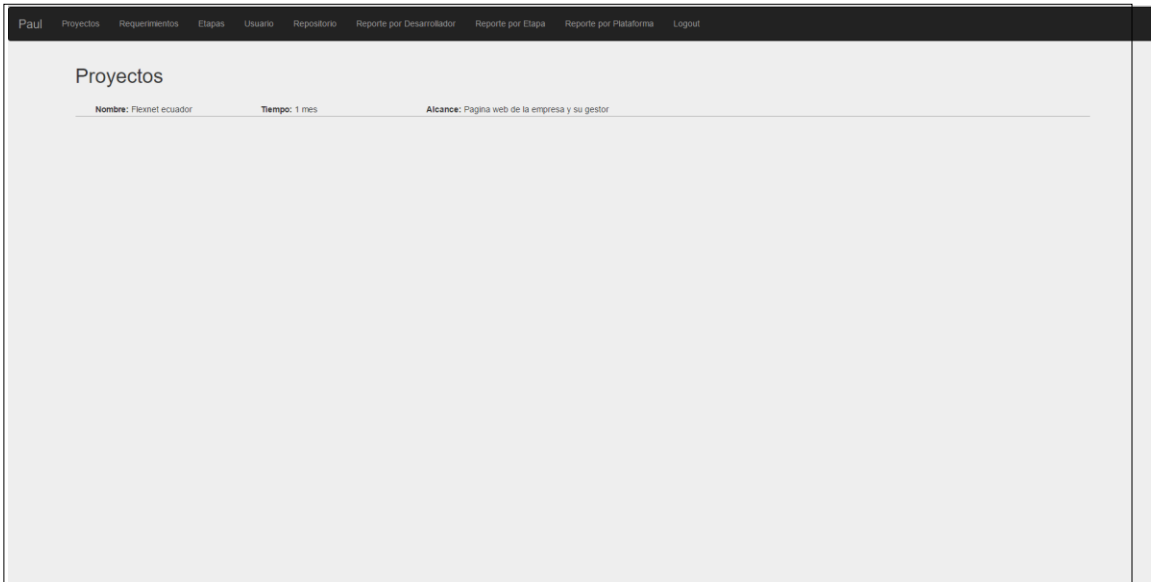 Paul Proyectos Requerimientos Etapas Usuario Repositorio Reporte por Desarrollador Reporte por Etapa Reporte por Plataforma Logout
Proyectos
Nombre: Flexnet ecuador Tiempo: 1 mes Alcance: Pagina web de la empresa y su gestor